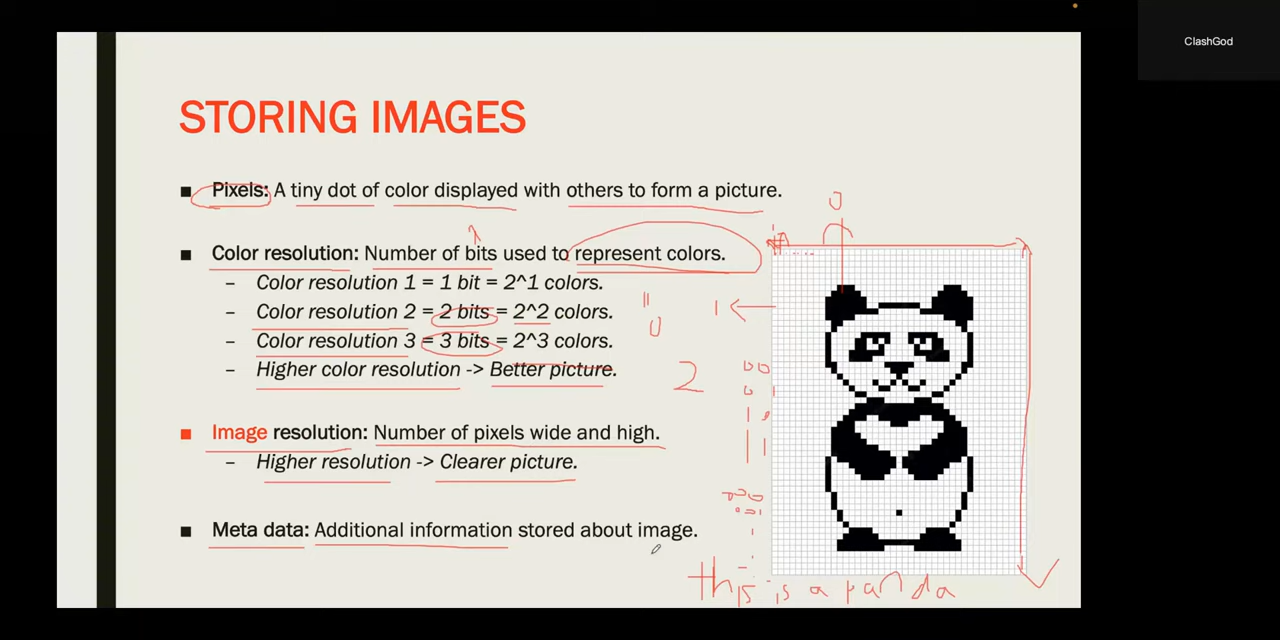 ClashGod
STORING IMAGES
■ Pixels: A tiny dot of color displayed with others to form a picture.
0
■ Color resolution: Number of bits used to represent colors.
– Color resolution 1 = 1 bit = 2^1 colors.
– Color resolution 2 = 2 bits = 2^2 colors.
1
0
– Color resolution 3 = 3 bits = 2^3 colors.
– Higher color resolution -> Better picture.
2
00
01
10
11
■ Image resolution: Number of pixels wide and high.
– Higher resolution -> Clearer picture.
■ Meta data: Additional information stored about image.
this is a panda